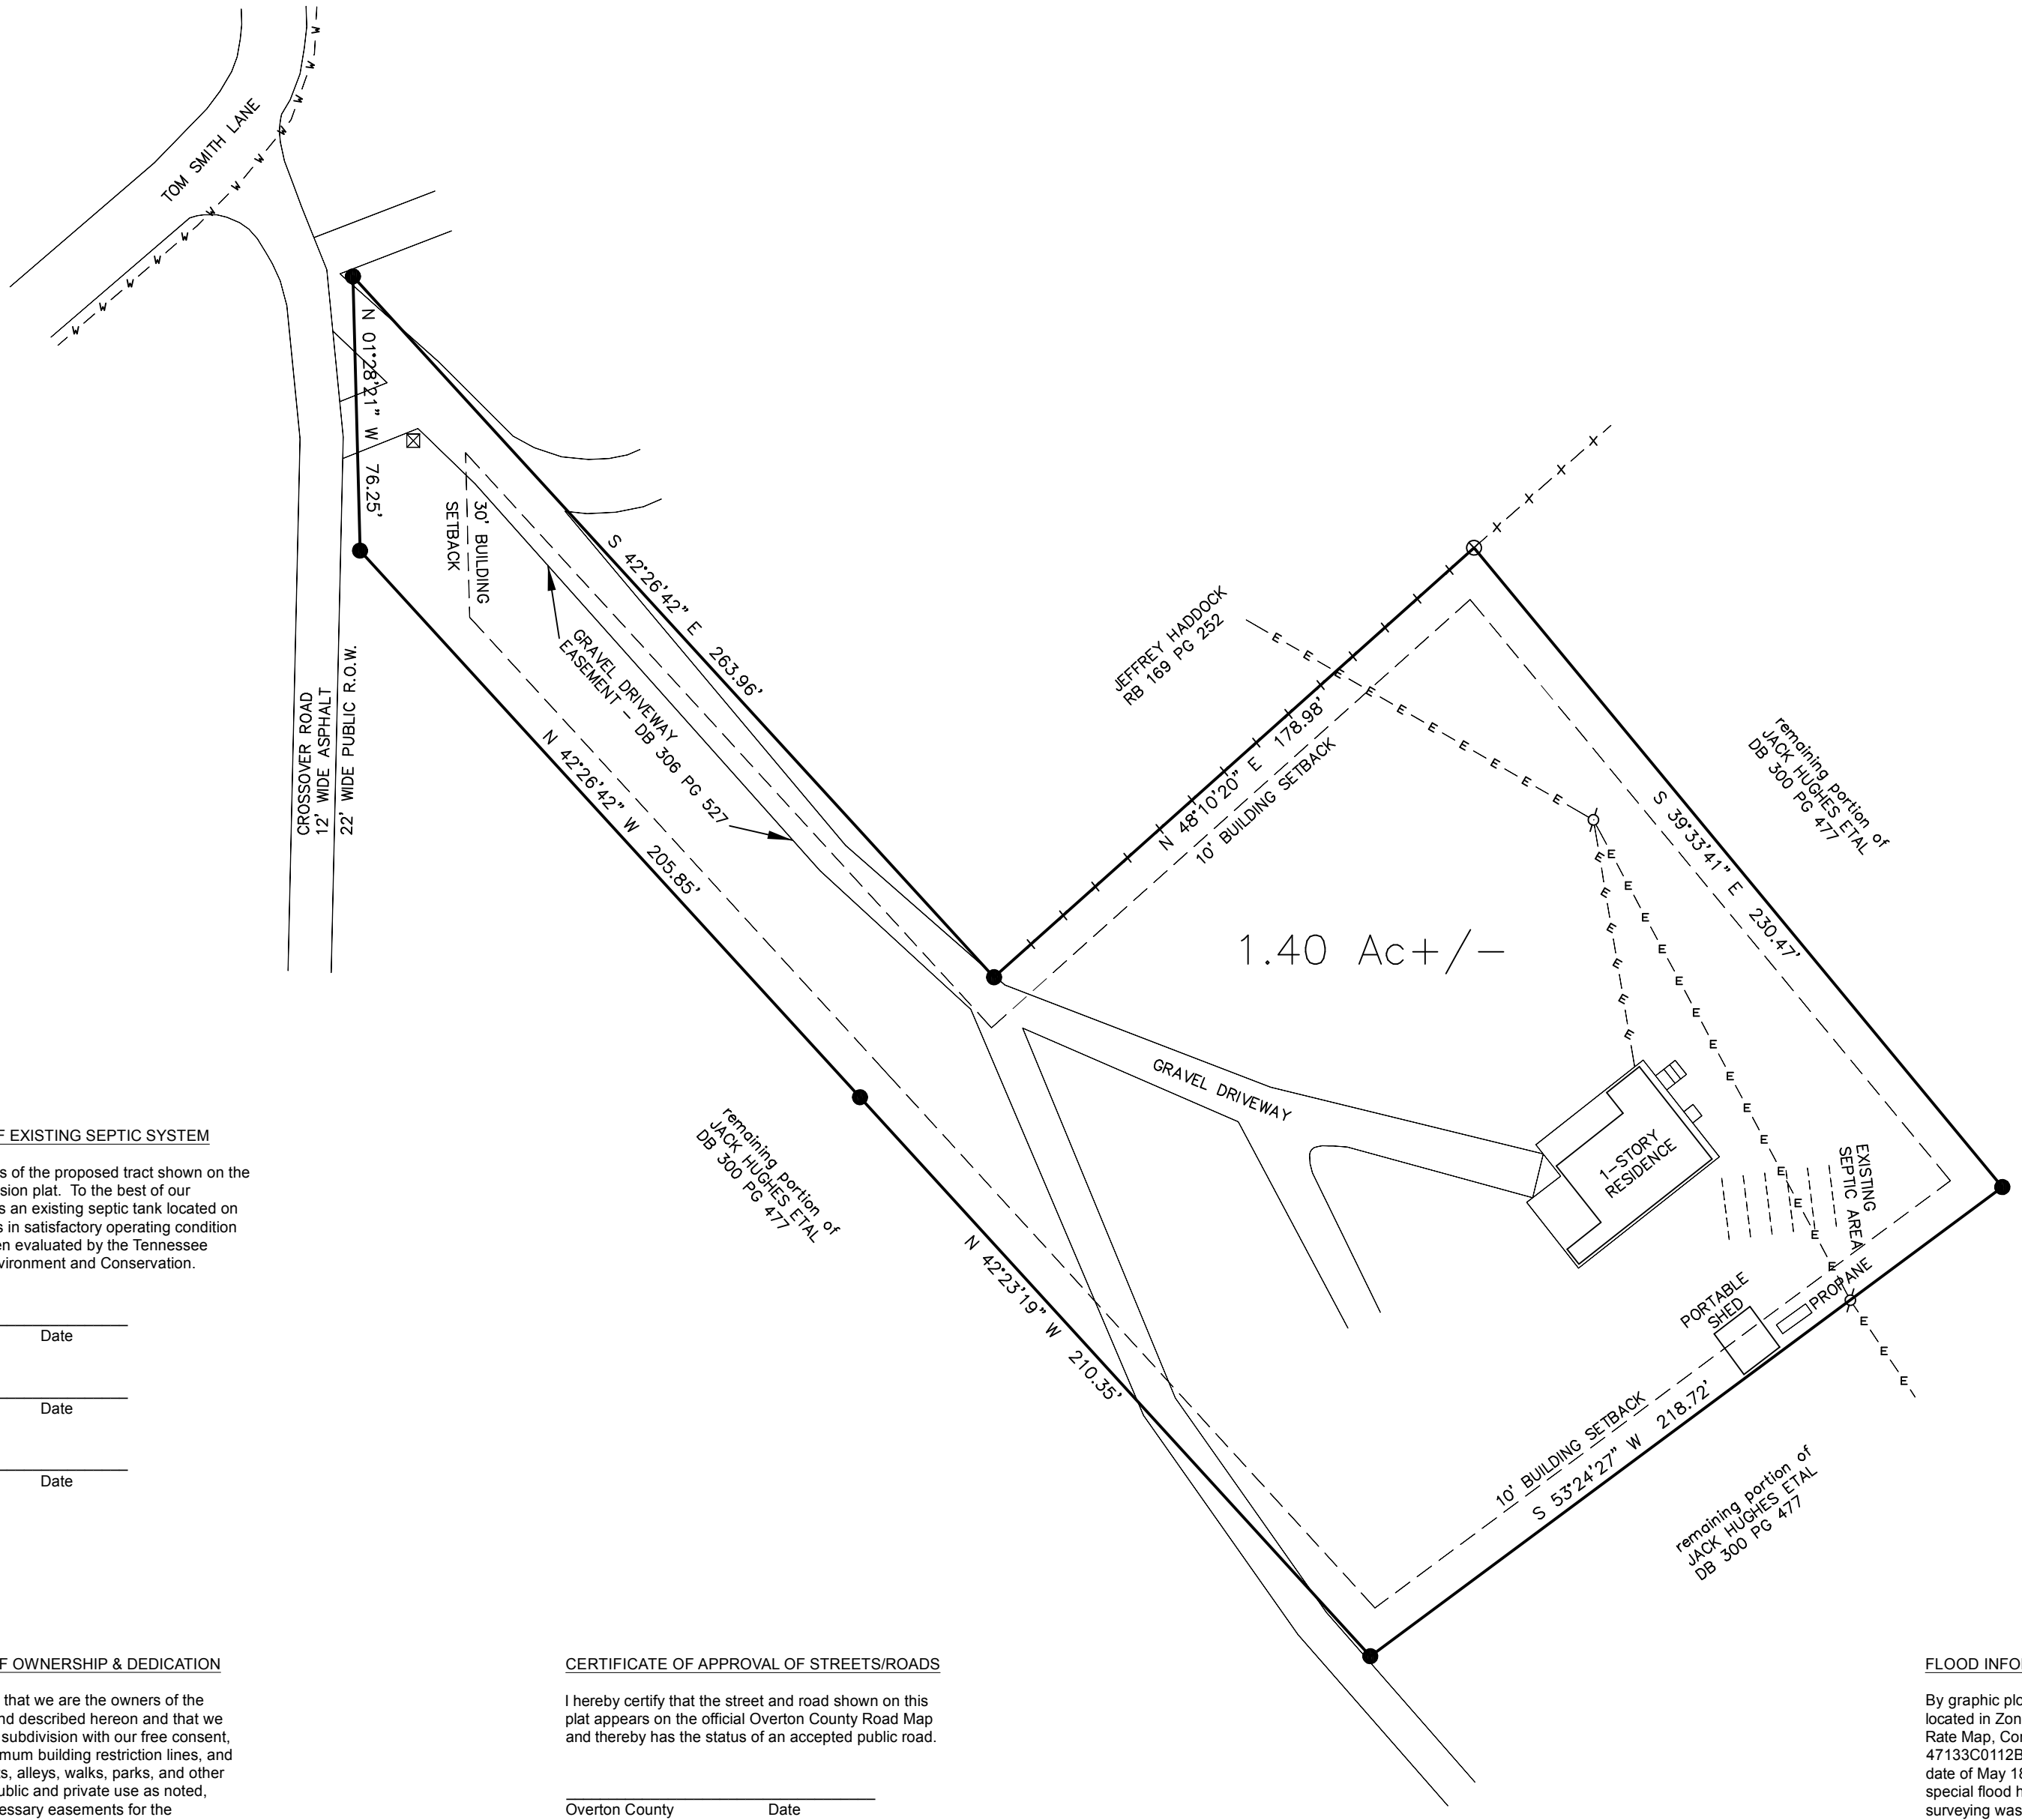 TOM SMITH LANE
N 01°28'21" W 76.25'
30' BUILDING
SETBACK
S 42°26'42" E 263.96'
GRAVEL DRIVEWAY
EASEMENT - DB 306 PG 527
CROSSOVER ROAD
12' WIDE ASPHALT
22' WIDE PUBLIC R.O.W.
N 42°26'42" W 205.85'
JEFFREY HADDOCK
RB 169 PG 252
N 48°10'20" E 178.98'
10' BUILDING SETBACK
remaining portion of
JACK HUGHES ETAL
DB 300 PG 477
S 39°33'41" E 230.47'
1.40 Ac+/-
GRAVEL DRIVEWAY
1-STORY
RESIDENCE
EXISTING
SEPTIC AREA
PROPANE
PORTABLE
SHED
remaining portion of
JACK HUGHES ETAL
DB 300 PG 477
N 42°23'19" W 210.35'
10' BUILDING SETBACK
S 53°24'27" W 218.72'
remaining portion of
JACK HUGHES ETAL
DB 300 PG 477
F EXISTING SEPTIC SYSTEM
s of the proposed tract shown on the
sion plat. To the best of our
s an existing septic tank located on
s in satisfactory operating condition
en evaluated by the Tennessee
vironment and Conservation.
Date
Date
Date
F OWNERSHIP & DEDICATION
that we are the owners of the
nd described hereon and that we
subdivision with our free consent,
mum building restriction lines, and
ts, alleys, walks, parks, and other
ublic and private use as noted,
essary easements for the
CERTIFICATE OF APPROVAL OF STREETS/ROADS
I hereby certify that the street and road shown on this
plat appears on the official Overton County Road Map
and thereby has the status of an accepted public road.
Overton County Date
FLOOD INFO
By graphic plo
located in Zon
Rate Map, Co
47133C0112B
date of May 18
special flood h
surveying was